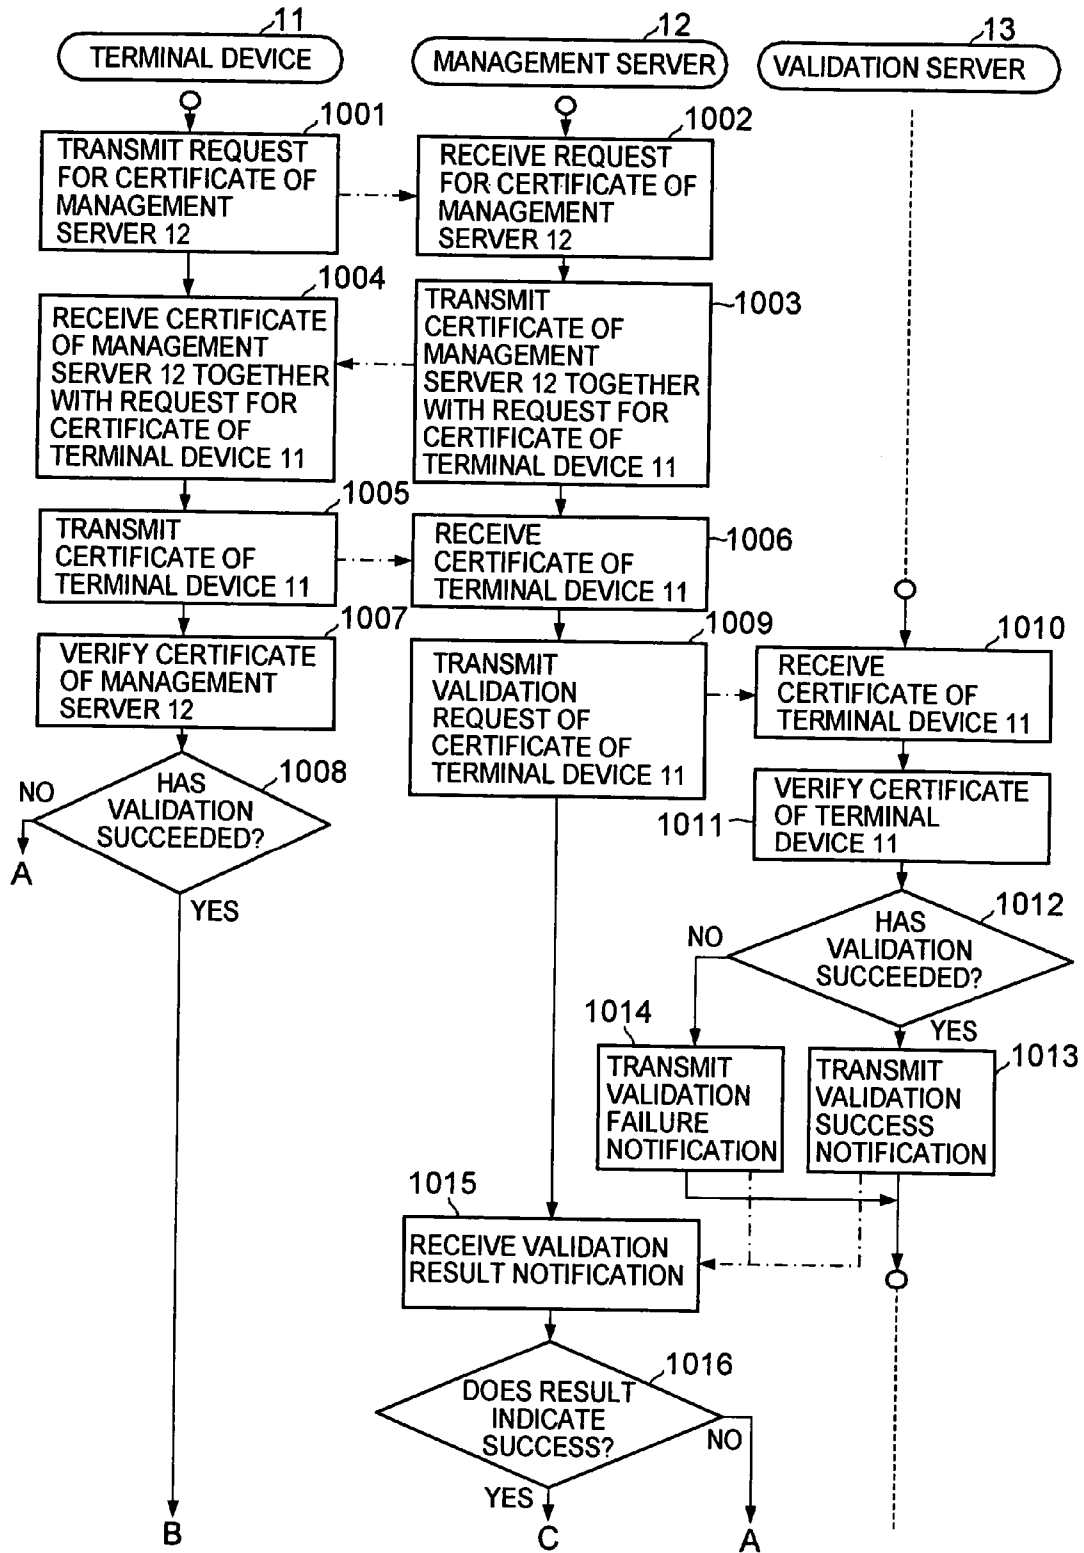 11
TERMINAL DEVICE
12
MANAGEMENT SERVER
13
VALIDATION SERVER
1001
TRANSMIT REQUEST
FOR CERTIFICATE OF
MANAGEMENT
SERVER 12
1002
RECEIVE REQUEST
FOR CERTIFICATE OF
MANAGEMENT
SERVER 12
1004
RECEIVE CERTIFICATE
OF MANAGEMENT
SERVER 12 TOGETHER
WITH REQUEST FOR
CERTIFICATE OF
TERMINAL DEVICE 11
1003
TRANSMIT
CERTIFICATE OF
MANAGEMENT
SERVER 12 TOGETHER
WITH REQUEST FOR
CERTIFICATE OF
TERMINAL DEVICE 11
1005
TRANSMIT
CERTIFICATE OF
TERMINAL DEVICE 11
1006
RECEIVE
CERTIFICATE OF
TERMINAL DEVICE 11
1007
VERIFY CERTIFICATE
OF MANAGEMENT
SERVER 12
1009
TRANSMIT
VALIDATION
REQUEST OF
CERTIFICATE OF
TERMINAL DEVICE 11
1010
RECEIVE
CERTIFICATE OF
TERMINAL DEVICE 11
1008
HAS
VALIDATION
SUCCEEDED?
NO
A
YES
1011
VERIFY CERTIFICATE
OF TERMINAL
DEVICE 11
1012
HAS
VALIDATION
SUCCEEDED?
NO
YES
1014
TRANSMIT
VALIDATION
FAILURE
NOTIFICATION
1013
TRANSMIT
VALIDATION
SUCCESS
NOTIFICATION
1015
RECEIVE VALIDATION
RESULT NOTIFICATION
1016
DOES RESULT
INDICATE
SUCCESS?
NO
YES
B
C
A